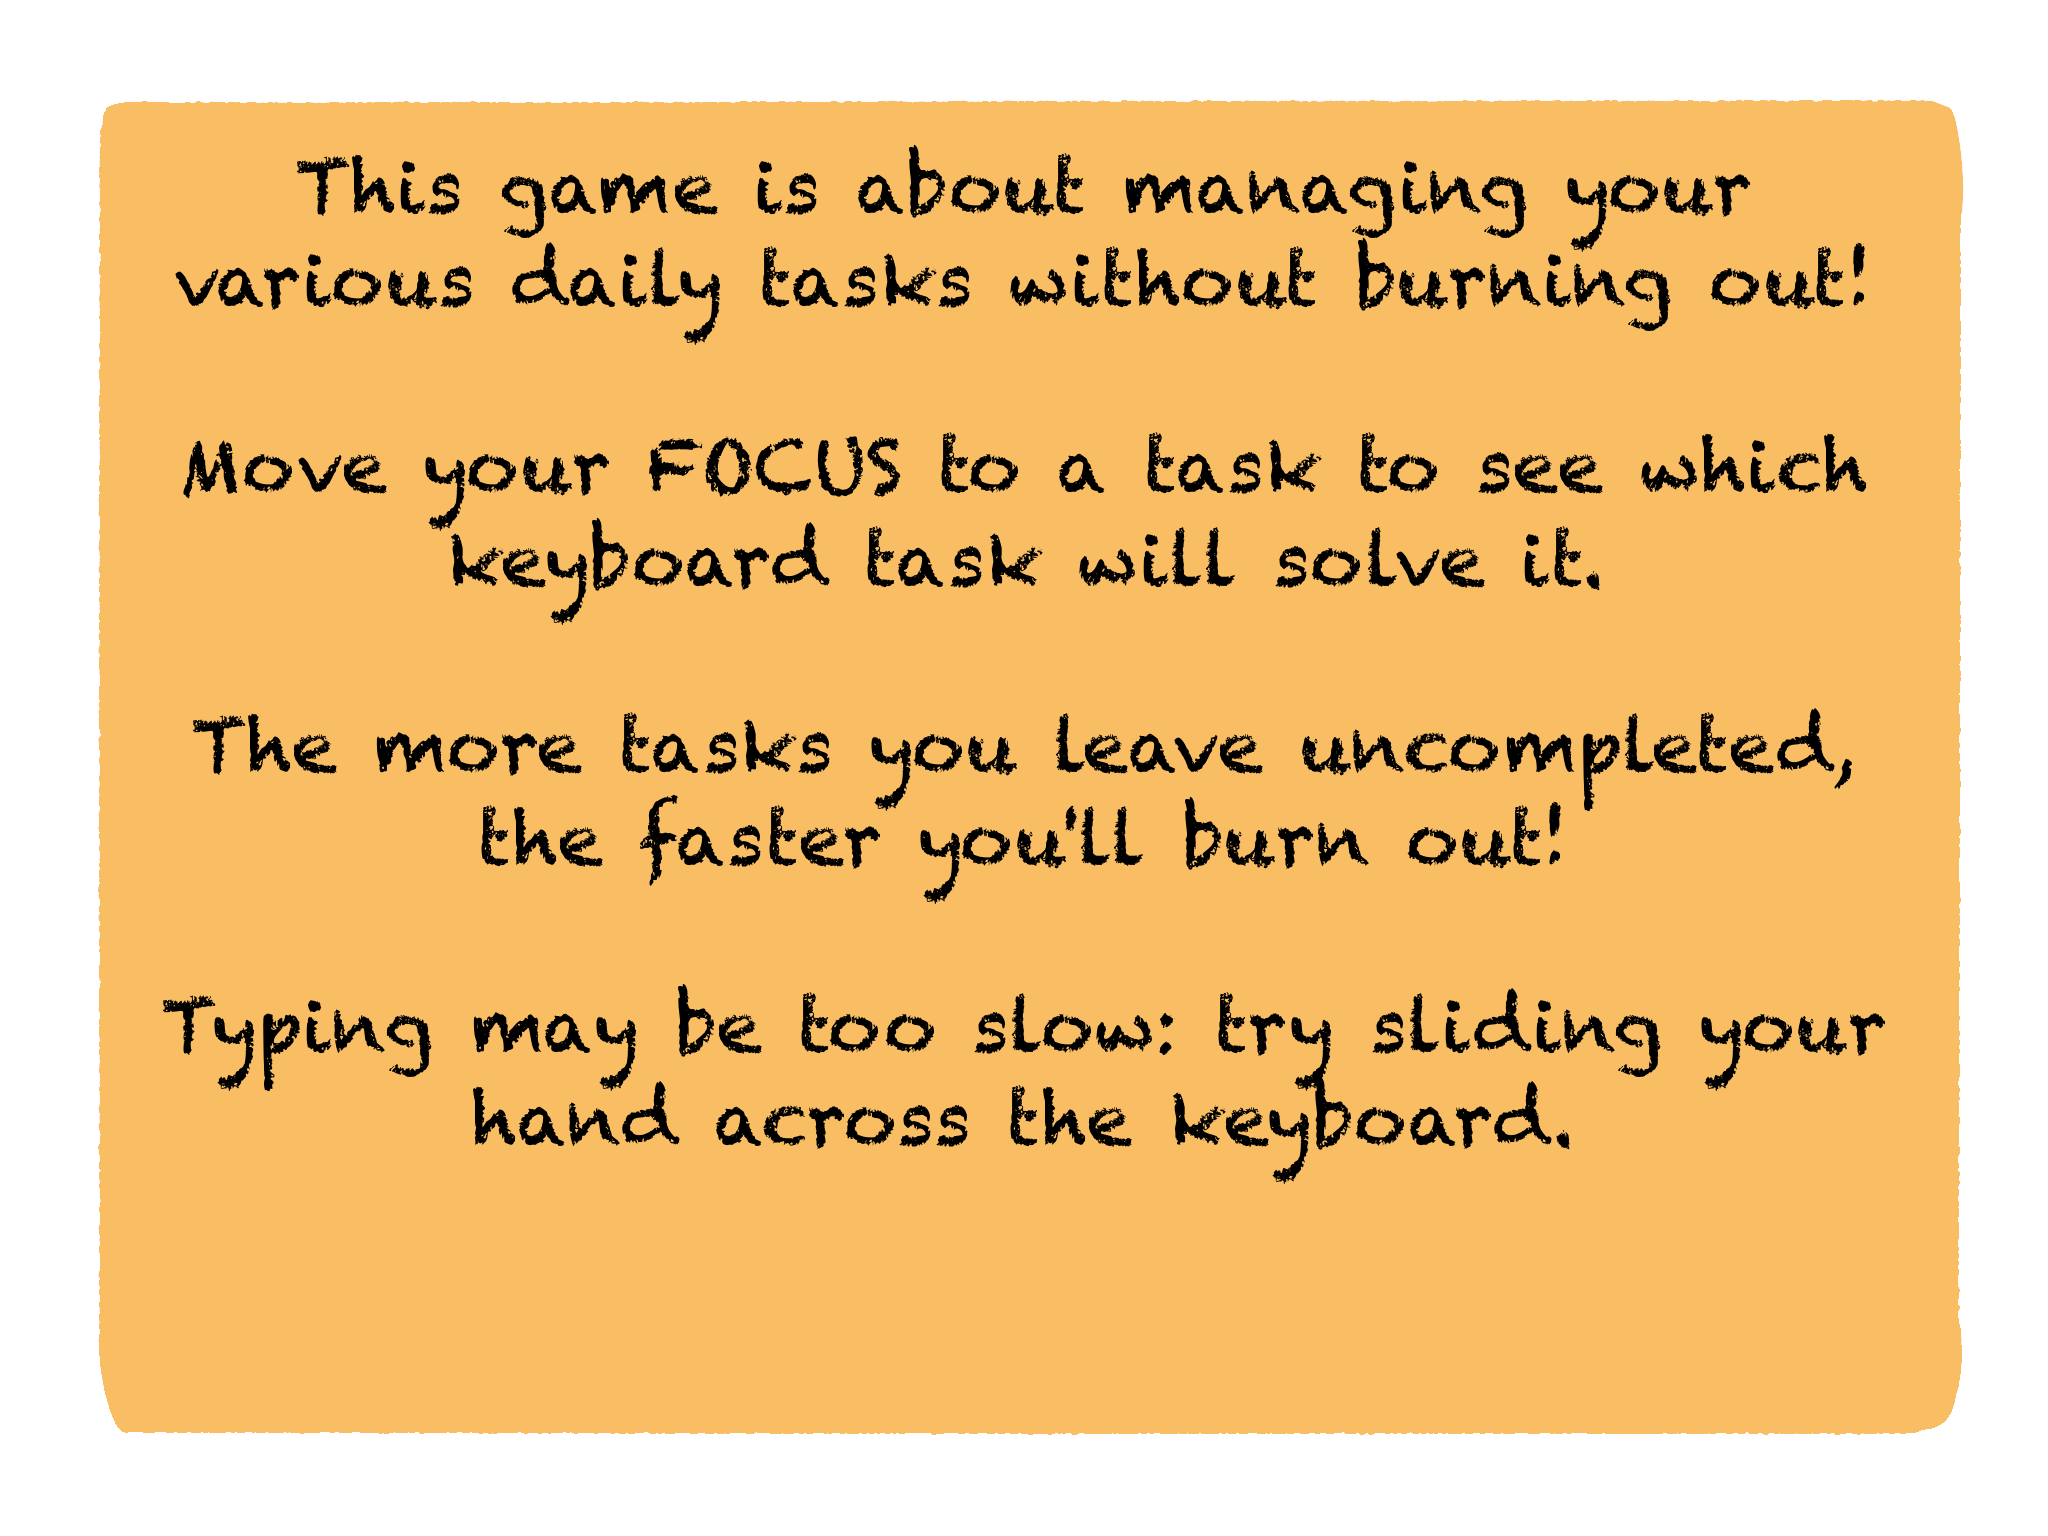 This game is about managing your
various daily tasks without burning out!
Move your FOCUS to a task to see which
keyboard task will solve it.
The more tasks you leave uncompleted,
the faster you'll burn out!
Typing may be too slow: try sliding your
hand across the keyboard.